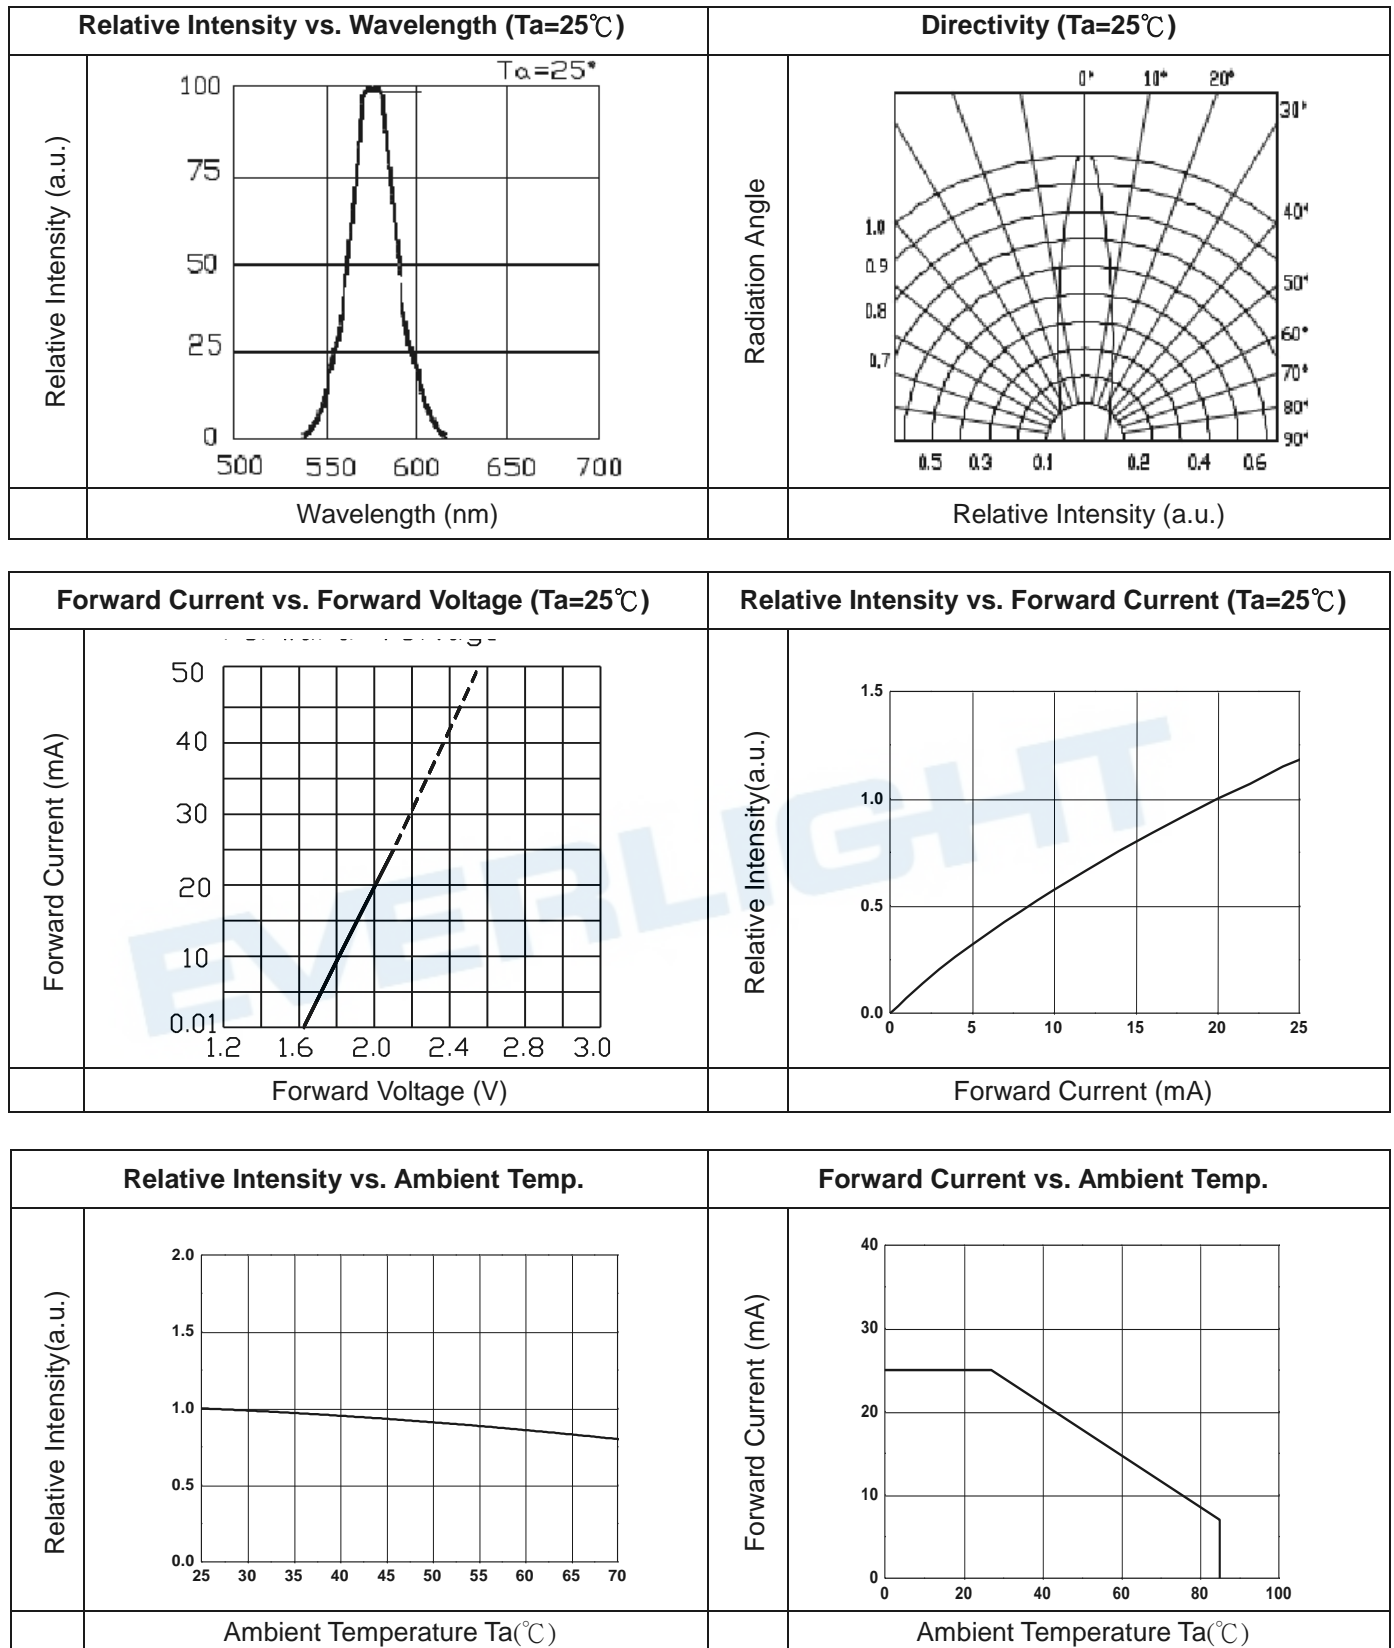 Relative Intensity vs. Wavelength (Ta=25℃)
Directivity (Ta=25℃)
Relative Intensity (a.u.)
Ta=25°
100
75
50
25
0
500 550 600 650 700
Wavelength (nm)
Radiation Angle
0° 10° 20°
30°
40°
50°
60°
70°
80°
90°
1.0
0.9
0.8
0.7
0.5 0.3 0.1 0.2 0.4 0.6
Relative Intensity (a.u.)
Forward Current vs. Forward Voltage (Ta=25℃)
Relative Intensity vs. Forward Current (Ta=25℃)
Forward Current (mA)
50
40
30
20
10
0.01
1.2 1.6 2.0 2.4 2.8 3.0
Forward Voltage (V)
Relative Intensity(a.u.)
1.5
1.0
0.5
0.0
0 5 10 15 20 25
Forward Current (mA)
EVERLIGHT
Relative Intensity vs. Ambient Temp.
Forward Current vs. Ambient Temp.
Relative Intensity(a.u.)
2.0
1.5
1.0
0.5
0.0
25 30 35 40 45 50 55 60 65 70
Ambient Temperature Ta(℃)
Forward Current (mA)
40
30
20
10
0
0 20 40 60 80 100
Ambient Temperature Ta(℃)